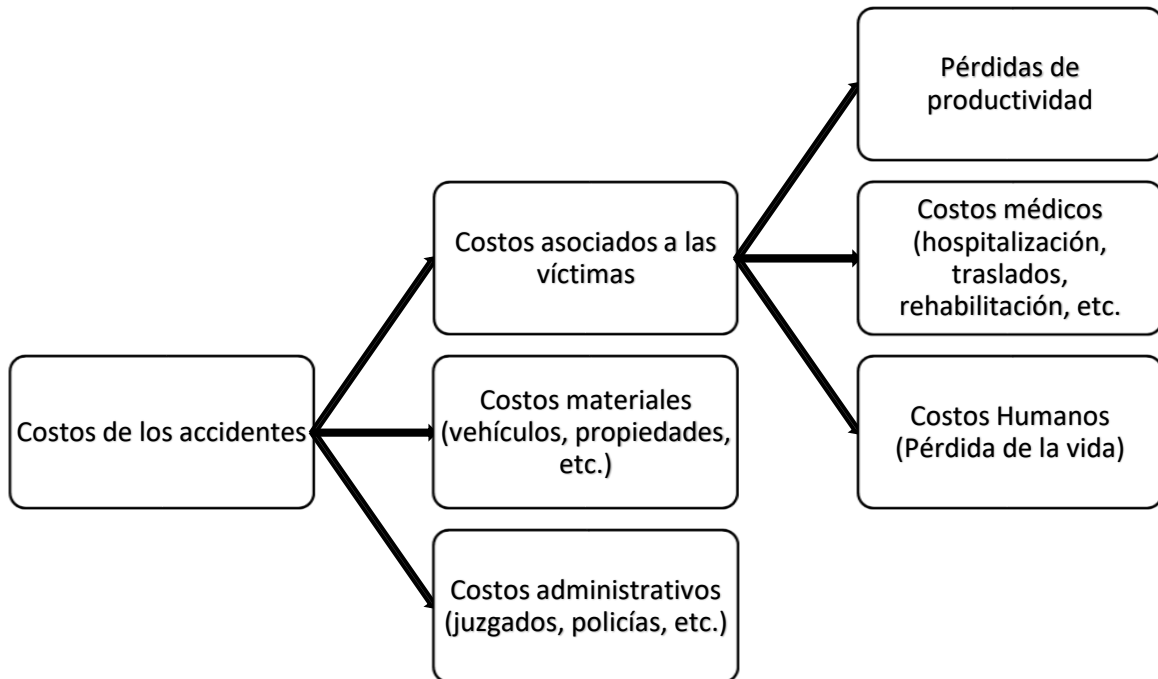 Costos de los accidentes
Costos asociados a las
víctimas
Costos materiales
(vehículos, propiedades,
etc.)
Costos administrativos
(juzgados, policías, etc.)
Pérdidas de
productividad
Costos médicos
(hospitalización,
traslados,
rehabilitación, etc.
Costos Humanos
(Pérdida de la vida)